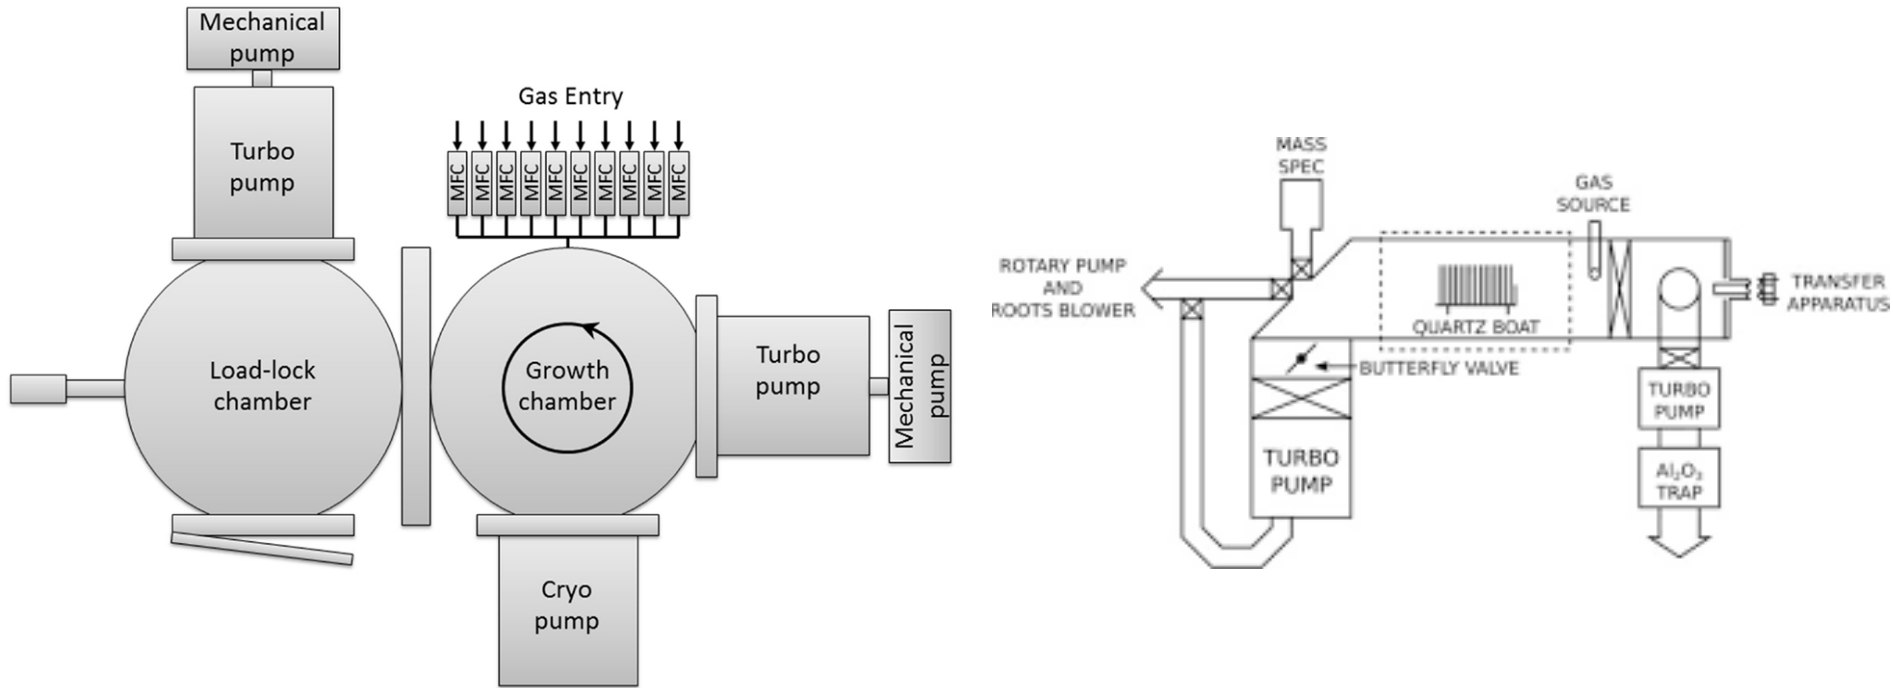 Mechanical
pump
Turbo
pump
Gas Entry
MFC
MFC
MFC
MFC
MFC
MFC
MFC
MFC
MFC
MFC
Load-lock
chamber
Growth
chamber
Turbo
pump
Mechanical
pump
Cryo
pump
MASS
SPEC
GAS
SOURCE
ROTARY PUMP
AND
ROOTS BLOWER
QUARTZ BOAT
TRANSFER
APPARATUS
BUTTERFLY VALVE
TURBO
PUMP
TURBO
PUMP
Al₂O₃
TRAP